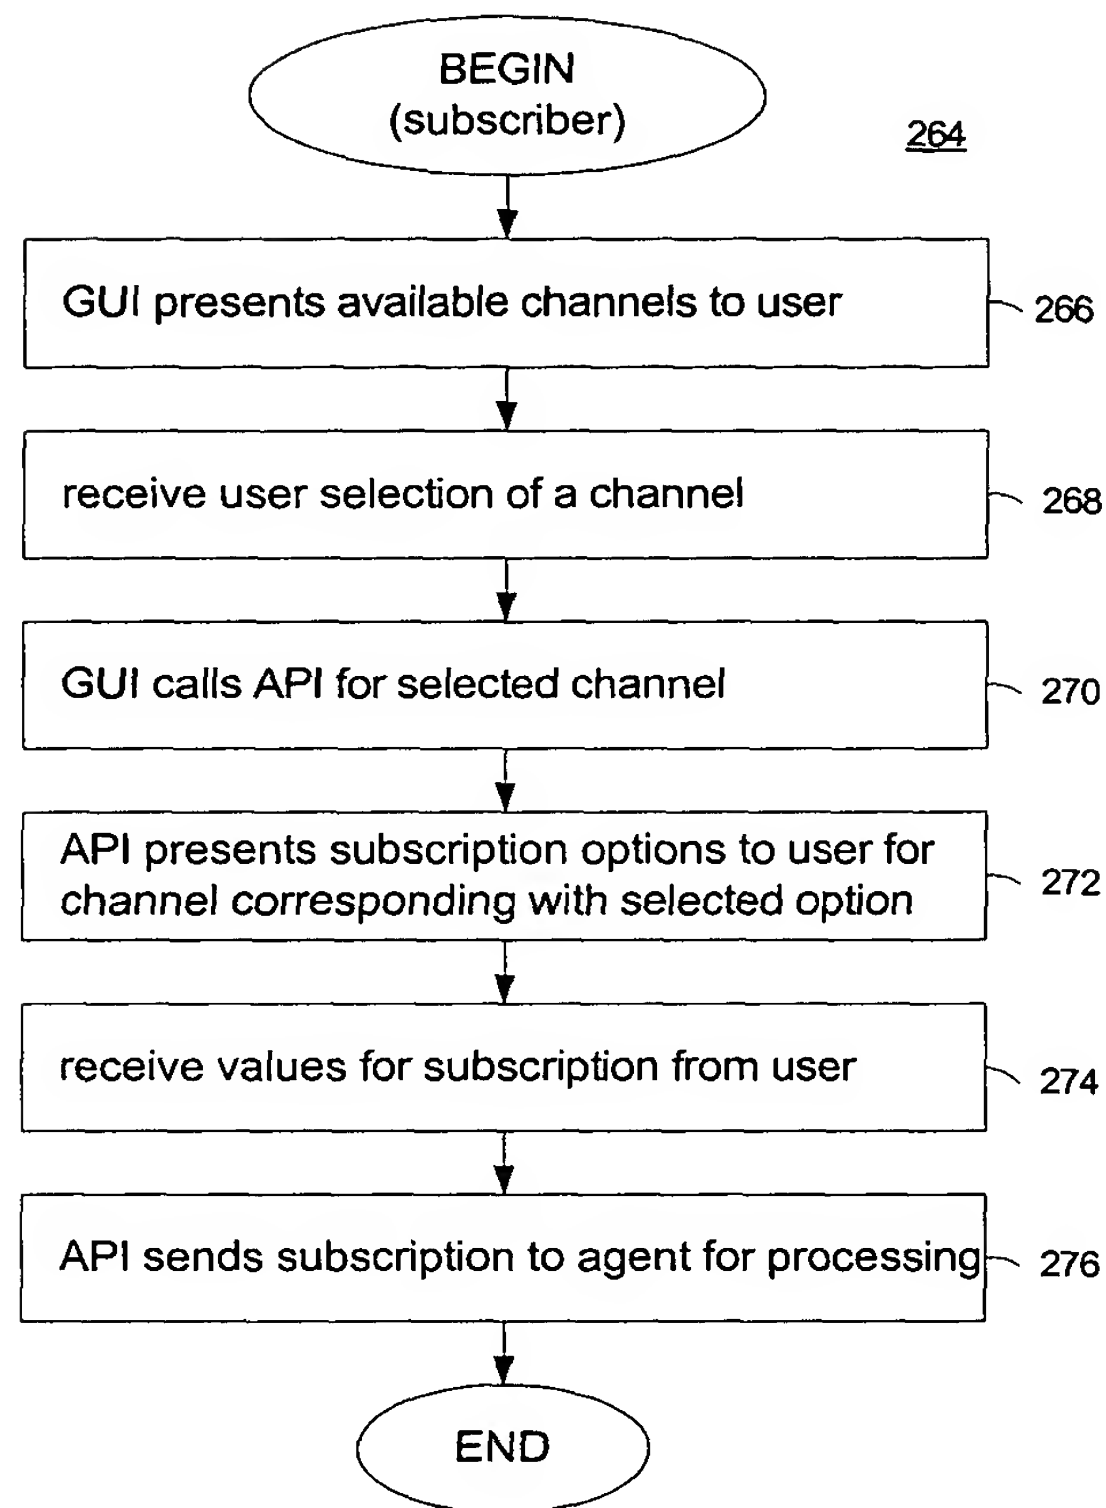 BEGIN
(subscriber)
264
GUI presents available channels to user
266
receive user selection of a channel
268
GUI calls API for selected channel
270
API presents subscription options to user for
channel corresponding with selected option
272
receive values for subscription from user
274
API sends subscription to agent for processing
276
END